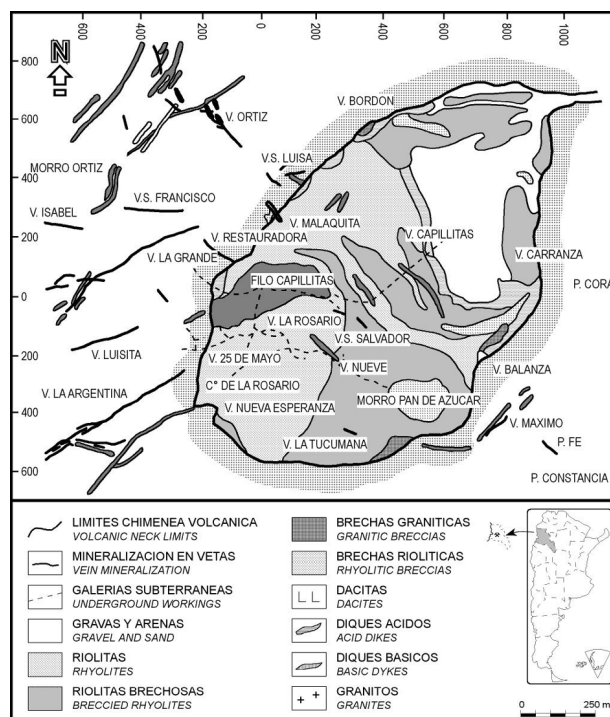 600 400 200 0 200 400 600 800 1000
800
600
400
200
0
200
400
600
N
V. BORDON
V. ORTIZ
V.S. LUISA
MORRO ORTIZ
V.S. FRANCISCO
V. ISABEL
V. MALAQUITA
V. RESTAURADORA
V. CAPILLITAS
V. LA GRANDE
V. CARRANZA
FILO CAPILLITAS
P. CORA
V. LA ROSARIO
V.S. SALVADOR
V. LUISITA
V. 25 DE MAYO
V. NUEVE
V. BALANZA
C° DE LA ROSARIO
V. LA ARGENTINA
MORRO PAN DE AZUCAR
V. NUEVA ESPERANZA
V. MAXIMO
V. LA TUCUMANA
P. FE
P. CONSTANCIA
LIMITES CHIMENEA VOLCANICA
VOLCANIC NECK LIMITS
MINERALIZACION EN VETAS
VEIN MINERALIZATION
GALERIAS SUBTERRANEAS
UNDERGROUND WORKINGS
GRAVAS Y ARENAS
GRAVEL AND SAND
RIOLITAS
RHYOLITES
RIOLITAS BRECHOSAS
BRECCIED RHYOLITES
BRECHAS GRANITICAS
GRANITIC BRECCIAS
BRECHAS RIOLITICAS
RHYOLITIC BRECCIAS
DACITAS
DACITES
DIQUES ACIDOS
ACID DIKES
DIQUES BASICOS
BASIC DYKES
GRANITOS
GRANITES
0 250 m